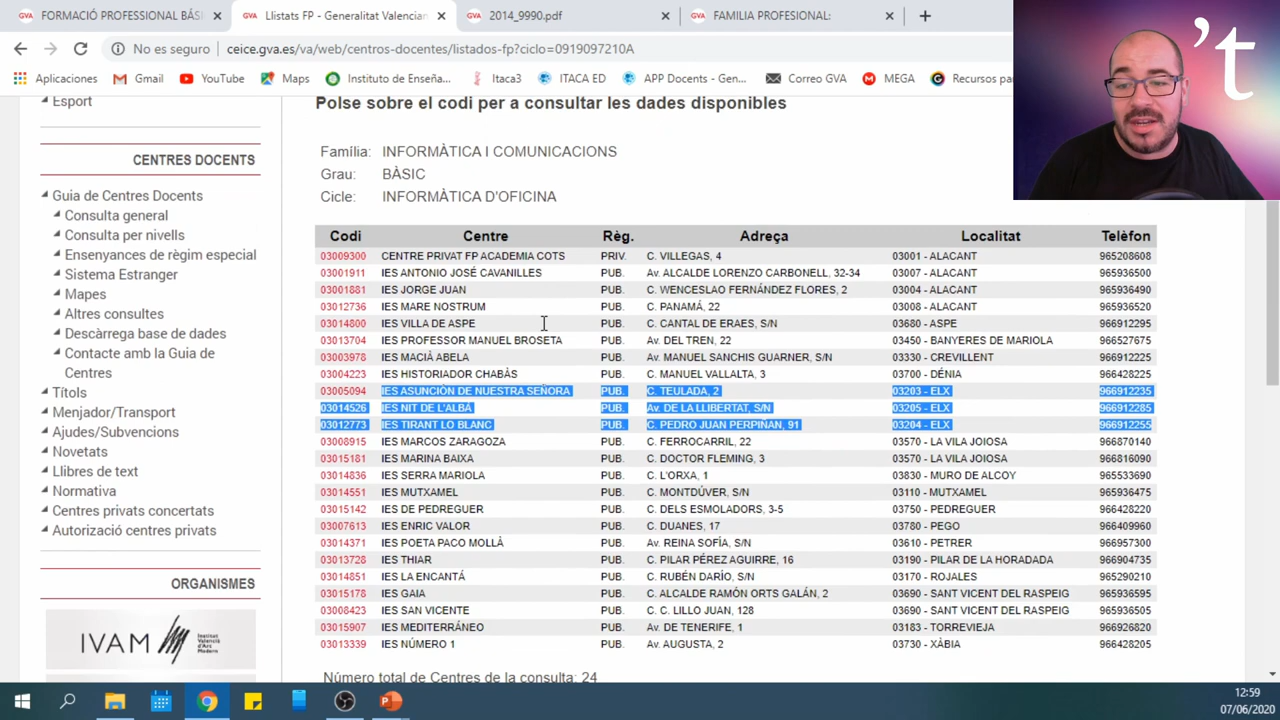 FORMACIÓ PROFESSIONAL BÀSI
Llistats FP - Generalitat Valencian
2014_9990.pdf
FAMILIA PROFESIONAL:
No es seguro
ceice.gva.es/va/web/centros-docentes/listados-fp?ciclo=0919097210A
Aplicaciones
Gmail
YouTube
Maps
Instituto de Enseña...
Itaca3
ITACA ED
APP Docents - Gen...
Correo GVA
MEGA
Recursos par
't
Esport
CENTRES DOCENTS
Guia de Centres Docents
Consulta general
Consulta per nivells
Ensenyances de règim especial
Sistema Estranger
Mapes
Altres consultes
Descàrrega base de dades
Contacte amb la Guia de
Centres
Títols
Menjador/Transport
Ajudes/Subvencions
Novetats
Llibres de text
Normativa
Centres privats concertats
Autorizació centres privats
ORGANISMES
IVAM
Institut
Valencià
d'Art
Modern
Polse sobre el codi per a consultar les dades disponibles
Família: INFORMÀTICA I COMUNICACIONS
Grau: BÀSIC
Cicle: INFORMÀTICA D'OFICINA
Codi Centre Règ. Adreça Localitat Telèfon
03009300 CENTRE PRIVAT FP ACADEMIA COTS PRIV. C. VILLEGAS, 4 03001 - ALACANT 965208608
03001911 IES ANTONIO JOSÉ CAVANILLES PUB. Av. ALCALDE LORENZO CARBONELL, 32-34 03007 - ALACANT 965936500
03001881 IES JORGE JUAN PUB. C. WENCESLAO FERNÁNDEZ FLORES, 2 03004 - ALACANT 965936490
03012736 IES MARE NOSTRUM PUB. C. PANAMÁ, 22 03008 - ALACANT 965936520
03014800 IES VILLA DE ASPE PUB. C. CANTAL DE ERAES, S/N 03680 - ASPE 966912295
03013704 IES PROFESSOR MANUEL BROSETA PUB. Av. DEL TREN, 22 03450 - BANYERES DE MARIOLA 966527675
03003978 IES MACIÀ ABELA PUB. Av. MANUEL SANCHIS GUARNER, S/N 03330 - CREVILLENT 966912225
03004223 IES HISTORIADOR CHABÀS PUB. C. MANUEL VALLALTA, 3 03700 - DÉNIA 966428225
03005094 IES ASUNCIÓN DE NUESTRA SEÑORA PUB. C. TEULADA, 2 03203 - ELX 966912235
03014526 IES NIT DE L'ALBÀ PUB. Av. DE LA LLIBERTAT, S/N 03205 - ELX 966912285
03012773 IES TIRANT LO BLANC PUB. C. PEDRO JUAN PERPIÑAN, 91 03204 - ELX 966912255
03008915 IES MARCOS ZARAGOZA PUB. C. FERROCARRIL, 22 03570 - LA VILA JOIOSA 966870140
03015181 IES MARINA BAIXA PUB. C. DOCTOR FLEMING, 3 03570 - LA VILA JOIOSA 966816090
03014836 IES SERRA MARIOLA PUB. C. L'ORXA, 1 03830 - MURO DE ALCOY 965533690
03014551 IES MUTXAMEL PUB. C. MONTDÚVER, S/N 03110 - MUTXAMEL 965936475
03015142 IES DE PEDREGUER PUB. C. DELS ESMOLADORS, 3-5 03750 - PEDREGUER 966428220
03007613 IES ENRIC VALOR PUB. C. DUANES, 17 03780 - PEGO 966409960
03014371 IES POETA PACO MOLLÀ PUB. Av. REINA SOFÍA, S/N 03610 - PETRER 966957300
03013728 IES THIAR PUB. C. PILAR PÉREZ AGUIRRE, 16 03190 - PILAR DE LA HORADADA 966904735
03014851 IES LA ENCANTÁ PUB. C. RUBÉN DARÍO, S/N 03170 - ROJALES 965290210
03015178 IES GAIA PUB. C. ALCALDE RAMÓN ORTS GALÁN, 2 03690 - SANT VICENT DEL RASPEIG 966936595
03008423 IES SAN VICENTE PUB. C. C. LILLO JUAN, 128 03690 - SANT VICENT DEL RASPEIG 965936505
03015907 IES MEDITERRÁNEO PUB. Av. DE TENERIFE, 1 03183 - TORREVIEJA 966926820
03013339 IES NÚMERO 1 PUB. Av. AUGUSTA, 2 03730 - XÀBIA 966428205
Número total de Centres de la consulta: 24
12:59
07/06/2020